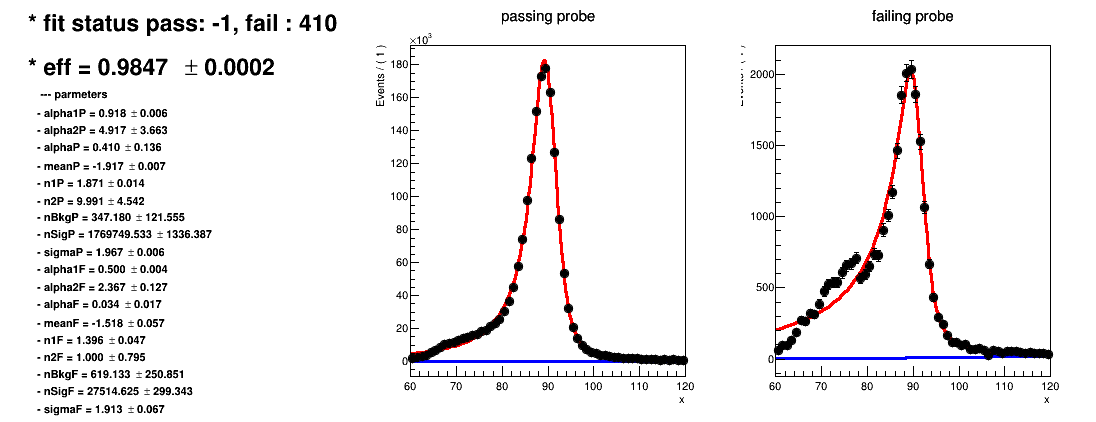 * fit status pass: -1, fail : 410
* eff = 0.9847 ± 0.0002
--- parmeters
- alpha1P = 0.918 ± 0.006
- alpha2P = 4.917 ± 3.663
- alphaP = 0.410 ± 0.136
- meanP = -1.917 ± 0.007
- n1P = 1.871 ± 0.014
- n2P = 9.991 ± 4.542
- nBkgP = 347.180 ± 121.555
- nSigP = 1769749.533 ± 1336.387
- sigmaP = 1.967 ± 0.006
- alpha1F = 0.500 ± 0.004
- alpha2F = 2.367 ± 0.127
- alphaF = 0.034 ± 0.017
- meanF = -1.518 ± 0.057
- n1F = 1.396 ± 0.047
- n2F = 1.000 ± 0.795
- nBkgF = 619.133 ± 250.851
- nSigF = 27514.625 ± 299.343
- sigmaF = 1.913 ± 0.067
passing probe
×10³
Events / ( 1 )
180
160
140
120
100
80
60
40
20
0
60 70 80 90 100 110 120
x
failing probe
Events / ( 1 )
2000
1500
1000
500
0
60 70 80 90 100 110 120
x